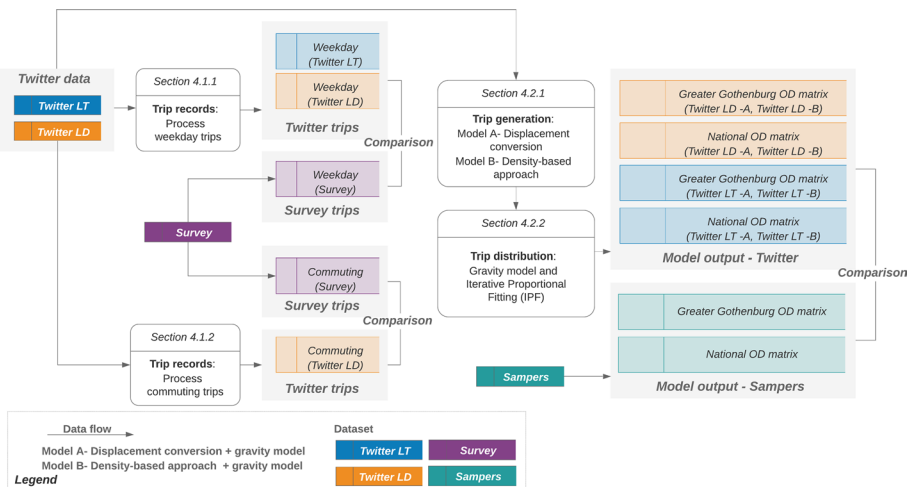 Twitter data
Twitter LT
Twitter LD
Section 4.1.1
Trip records:
Process
weekday trips
Weekday
(Twitter LT)
Weekday
(Twitter LD)
Twitter trips
Comparison
Weekday
(Survey)
Survey trips
Survey
Commuting
(Survey)
Survey trips
Comparison
Section 4.1.2
Trip records:
Process
commuting trips
Commuting
(Twitter LD)
Twitter trips
Section 4.2.1
Trip generation:
Model A- Displacement
conversion
Model B- Density-based
approach
Section 4.2.2
Trip distribution:
Gravity model and
Iterative Proportional
Fitting (IPF)
Greater Gothenburg OD matrix
(Twitter LD -A, Twitter LD -B)
National OD matrix
(Twitter LD -A, Twitter LD -B)
Greater Gothenburg OD matrix
(Twitter LT -A, Twitter LT -B)
National OD matrix
(Twitter LT -A, Twitter LT -B)
Model output - Twitter
Comparison
Sampers
Greater Gothenburg OD matrix
National OD matrix
Model output - Sampers
Data flow
Model A- Displacement conversion + gravity model
Model B- Density-based approach + gravity model
Legend
Dataset
Twitter LT
Survey
Twitter LD
Sampers